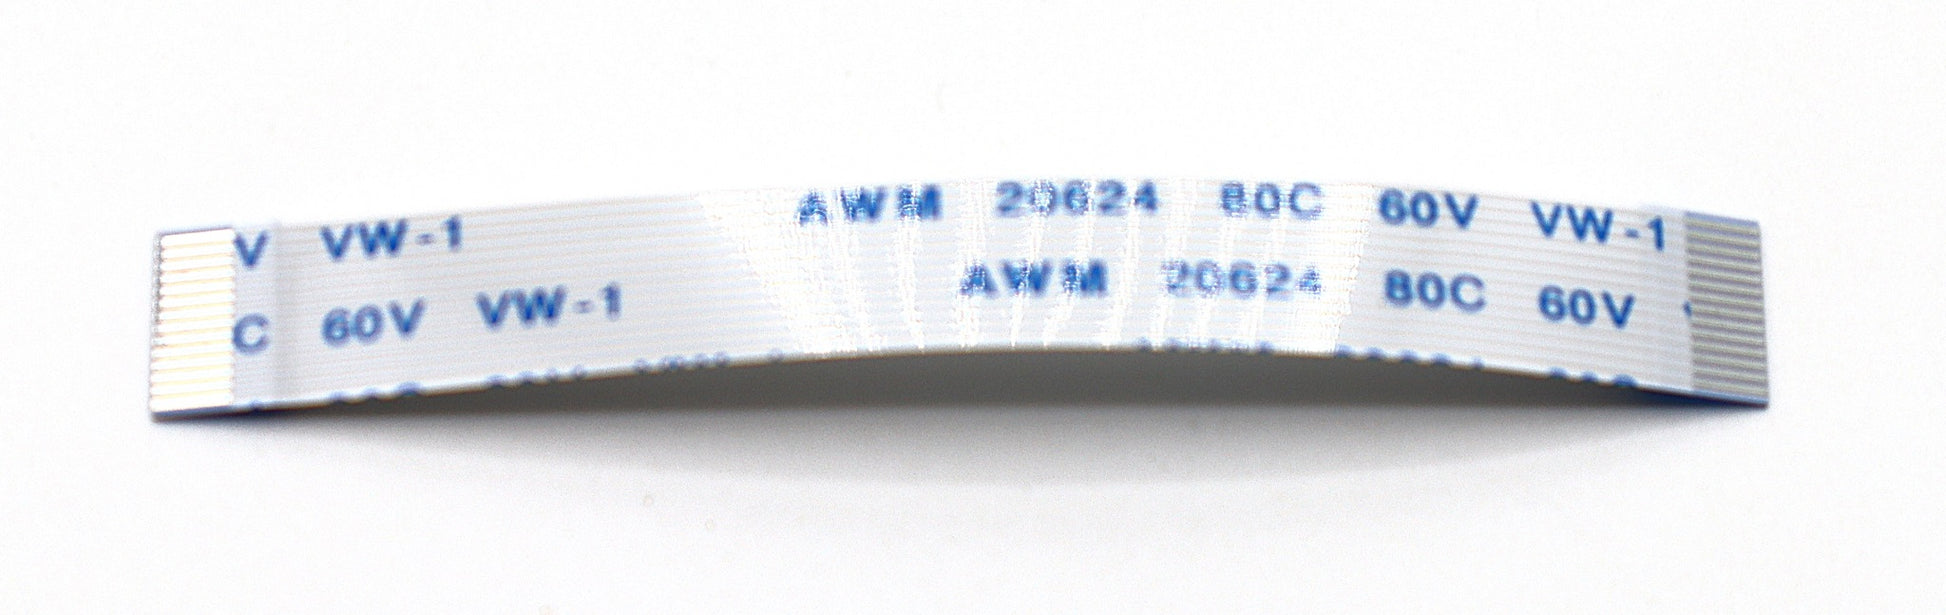 V VW-1 AWM 20624 80C 60V VW-1
C 60V VW-1 AWM 20624 80C 60V